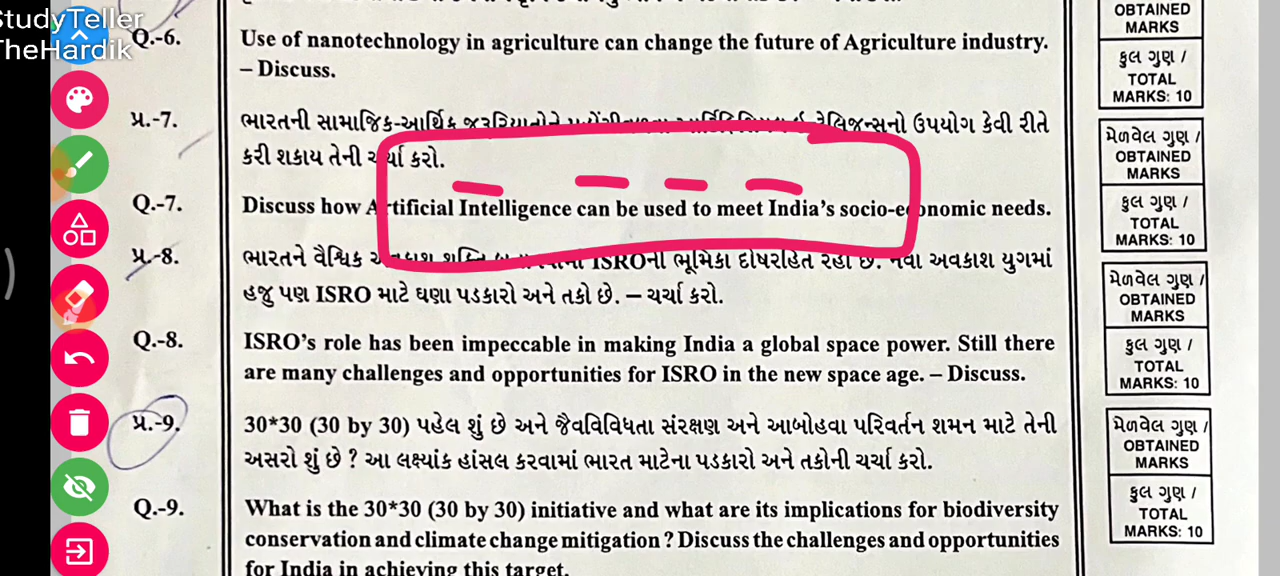 StudyTeller
TheHardik
Q.-6. Use of nanotechnology in agriculture can change the future of Agriculture industry.
– Discuss.
OBTAINED
MARKS
કુલ ગુણ /
TOTAL
MARKS: 10
પ્ર.-7. ભારતની સામાજિક-આર્થિક ઉપયોગ કેવી રીતે
કરી શકાય તેની ચર્ચા કરો.
Q.-7. Discuss how Artificial Intelligence can be used to meet India's socio-economic needs.
મેળવેલ ગુણ /
OBTAINED
MARKS
કુલ ગુણ /
TOTAL
MARKS: 10
પ્ર.-8. ભારતને વૈશ્વિક ISROની ભૂમિકા દોષરહિત રહી છે. નવા અવકાશ યુગમાં
હજુ પણ ISRO માટે ઘણા પડકારો અને તકો છે. – ચર્ચા કરો.
Q.-8. ISRO's role has been impeccable in making India a global space power. Still there
are many challenges and opportunities for ISRO in the new space age. – Discuss.
મેળવેલ ગુણ /
OBTAINED
MARKS
કુલ ગુણ /
TOTAL
MARKS: 10
પ્ર.-9. 30*30 (30 by 30) પહેલ શું છે અને જૈવવિવિધતા સંરક્ષણ અને આબોહવા પરિવર્તન શમન માટે તેની
અસરો શું છે ? આ લક્ષ્યાંક હાંસલ કરવામાં ભારત માટેના પડકારો અને તકોની ચર્ચા કરો.
Q.-9. What is the 30*30 (30 by 30) initiative and what are its implications for biodiversity
conservation and climate change mitigation ? Discuss the challenges and opportunities
for India in achieving this target.
મેળવેલ ગુણ /
OBTAINED
MARKS
કુલ ગુણ /
TOTAL
MARKS: 10